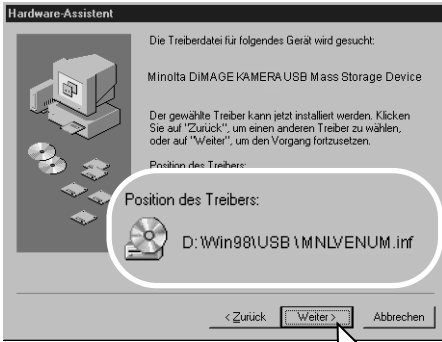 Hardware-Assistent
Die Treiberdatei für folgendes Gerät wird gesucht:
Minolta DiMAGE KAMERA USB Mass Storage Device
Der gewählte Treiber kann jetzt installiert werden. Klicken
Sie auf "Zurück", um einen anderen Treiber zu wählen,
oder auf "Weiter", um den Vorgang fortzusetzen.
Position des Treibers:
Position des Treibers:
D:\Win98\USB\MNLVENUM.inf
< Zurück
Weiter >
Abbrechen